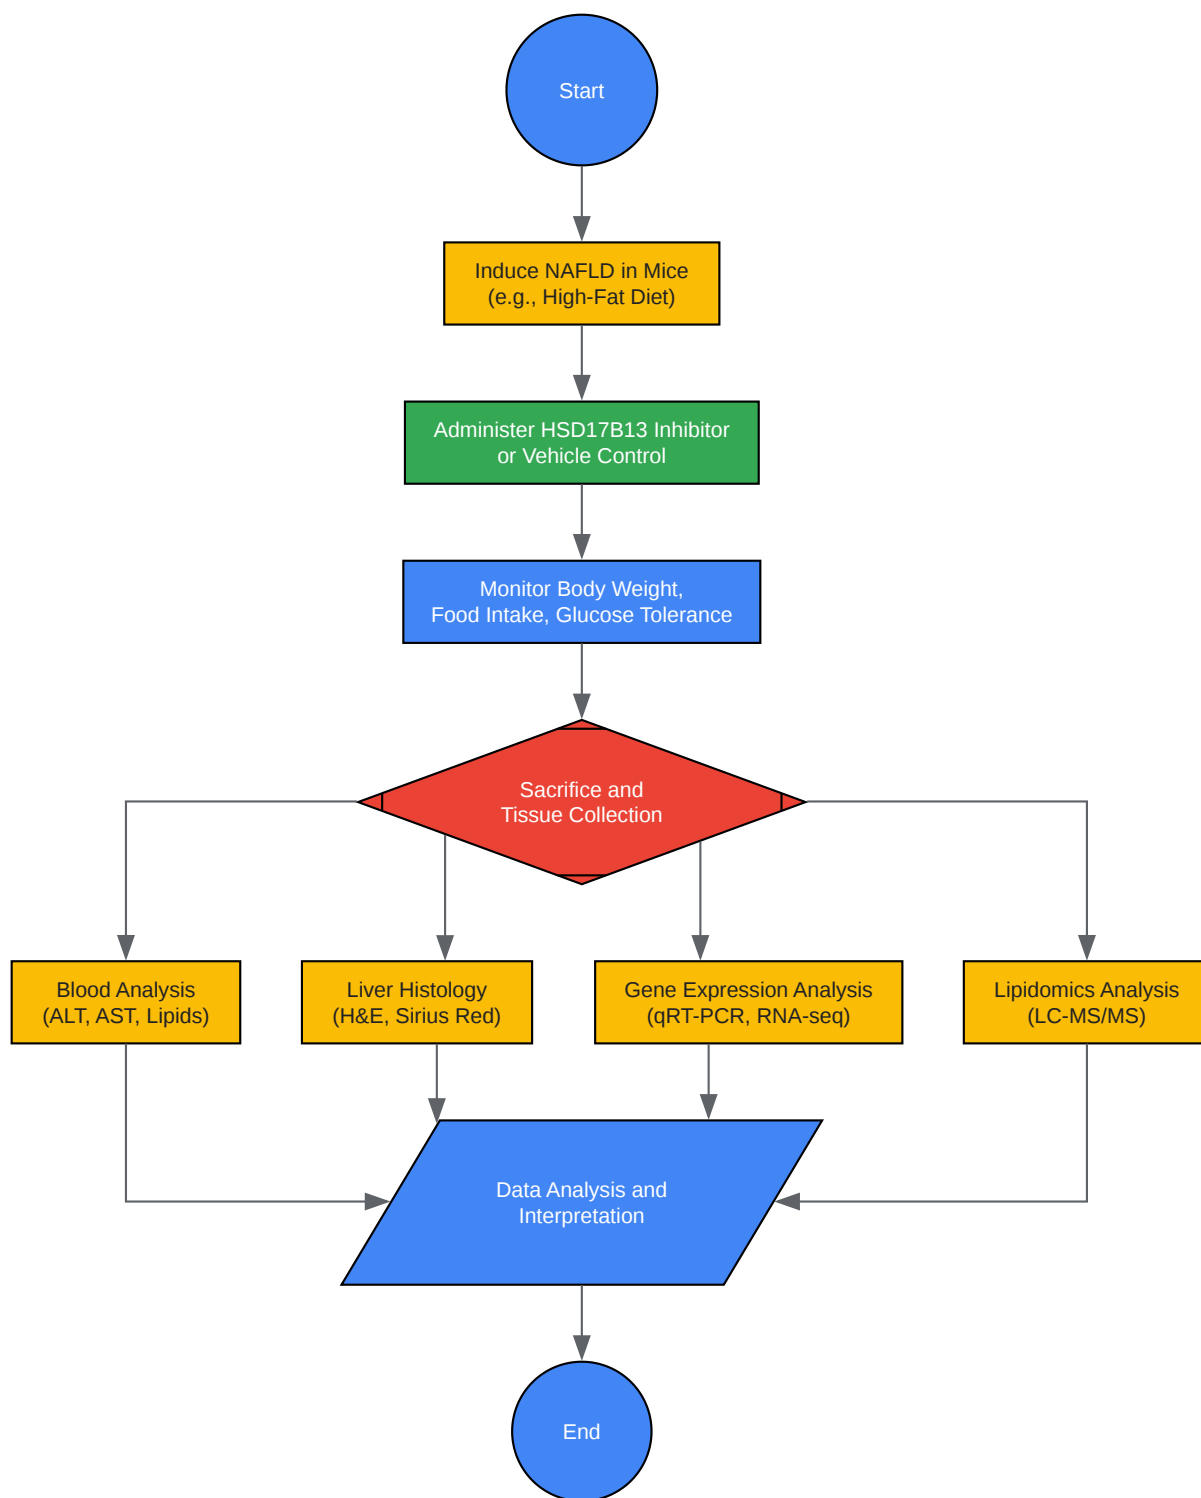 Start
Induce NAFLD in Mice
(e.g., High-Fat Diet)
Administer HSD17B13 Inhibitor
or Vehicle Control
Monitor Body Weight,
Food Intake, Glucose Tolerance
Sacrifice and
Tissue Collection
Blood Analysis
(ALT, AST, Lipids)
Liver Histology
(H&E, Sirius Red)
Gene Expression Analysis
(qRT-PCR, RNA-seq)
Lipidomics Analysis
(LC-MS/MS)
Data Analysis and
Interpretation
End